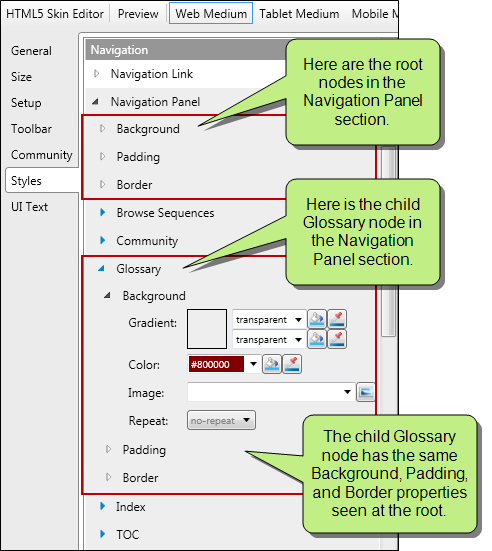 HTML5 Skin Editor
Preview
Web Medium
Tablet Medium
Mobile M
General
Size
Setup
Toolbar
Community
Styles
UI Text
Navigation
Navigation Link
Navigation Panel
Background
Padding
Border
Browse Sequences
Community
Glossary
Background
Gradient:
transparent
transparent
Color:
#800000
Image:
Repeat:
no-repeat
Padding
Border
Index
TOC
Here are the root
nodes in the
Navigation Panel
section.
Here is the child
Glossary node in
the Navigation
Panel section.
The child Glossary
node has the same
Background, Padding,
and Border properties
seen at the root.